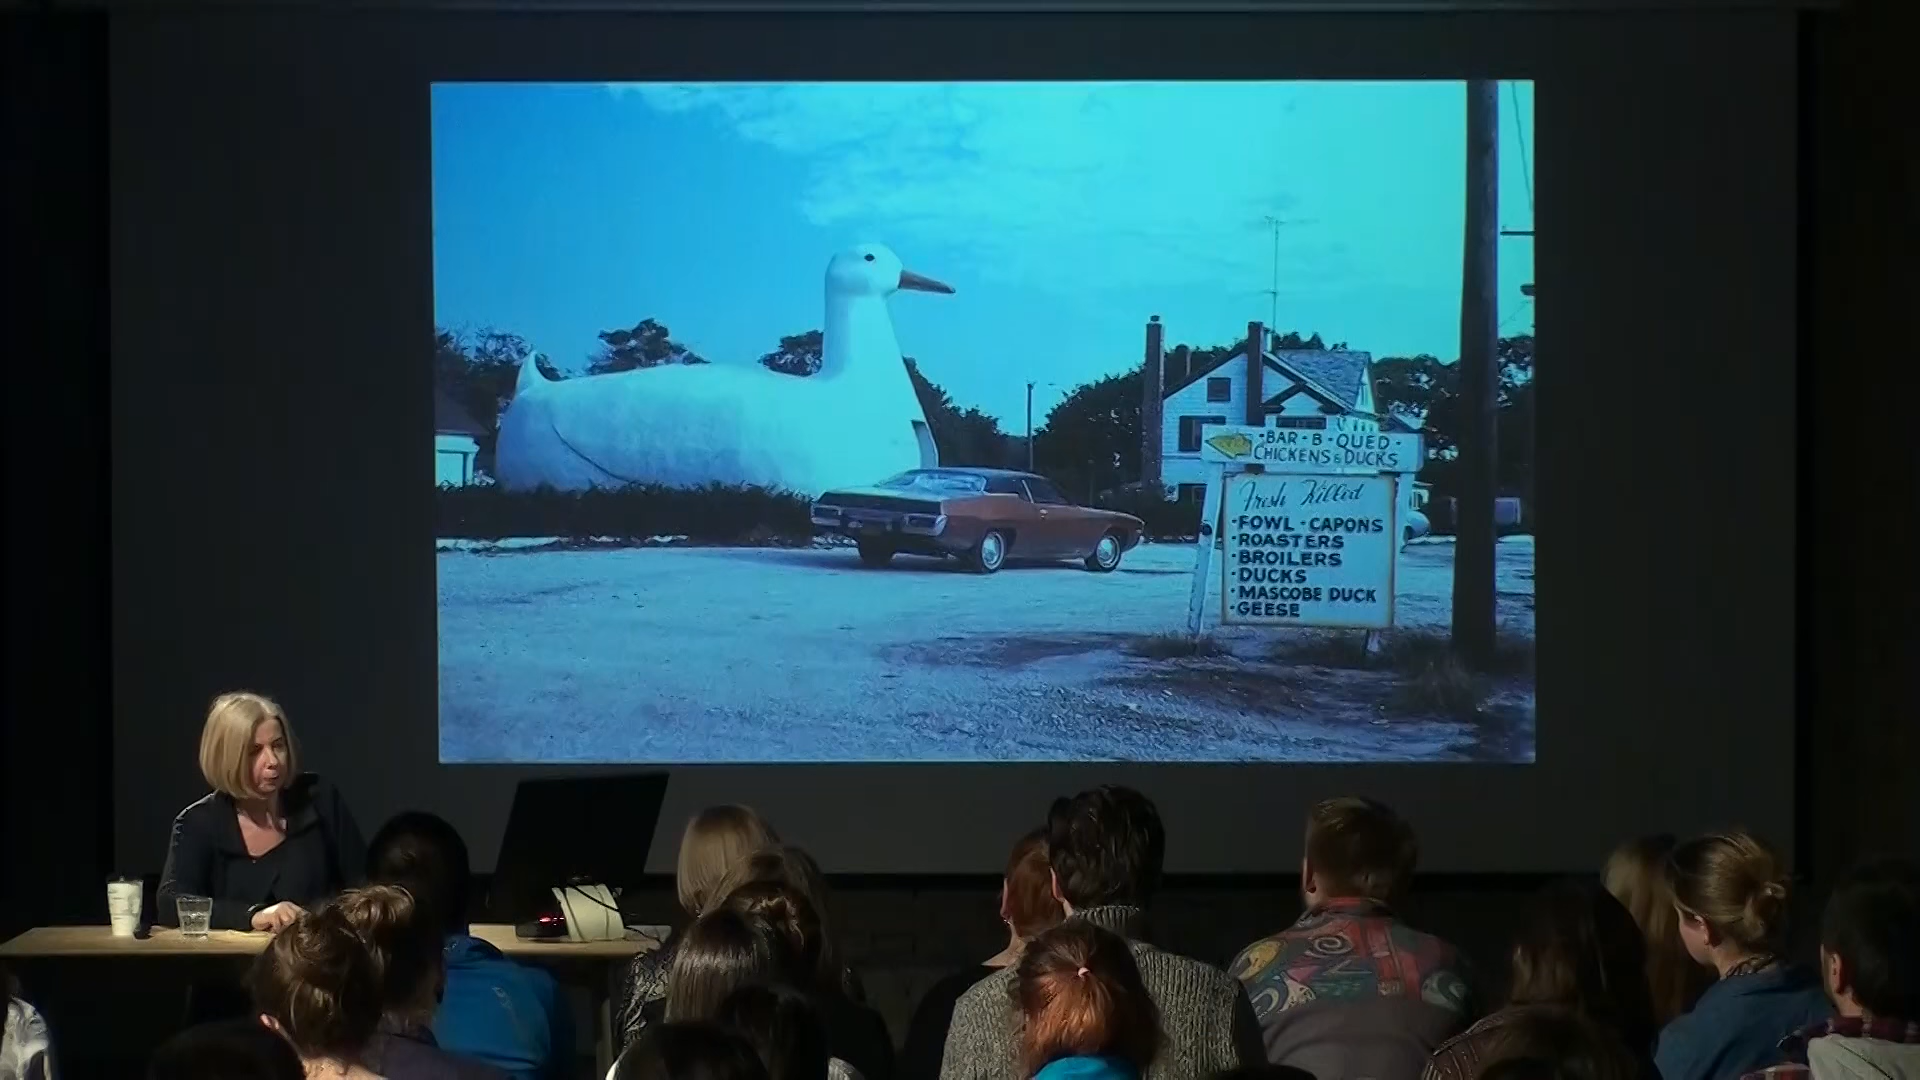 ·BAR-B-QUED·
CHICKENS & DUCKS
Fresh Killed
·FOWL-CAPONS
·ROASTERS
·BROILERS
·DUCKS
·MASCOBE DUCK
·GEESE